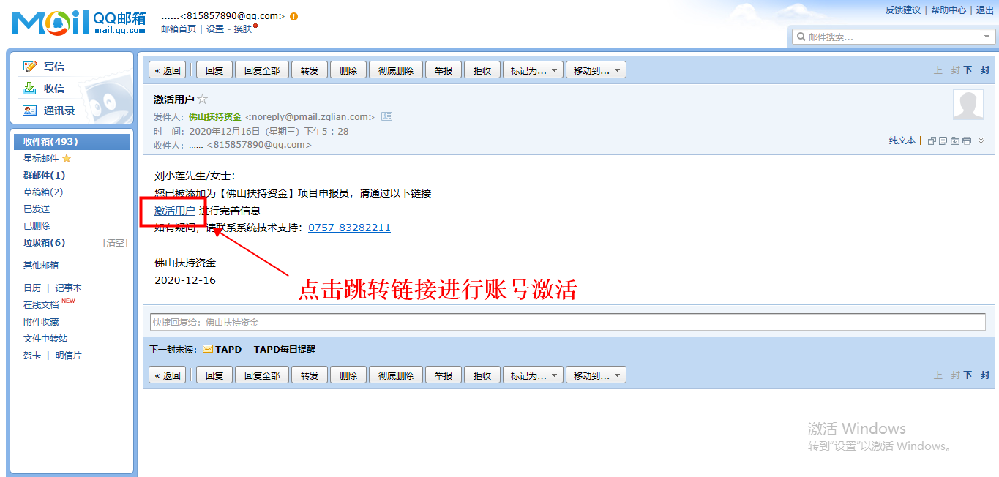 Mail QQ邮箱 mail.qq.com
......<815857890@qq.com>
邮箱首页 | 设置 - 换肤
反馈建议 | 帮助中心 | 退出
邮件搜索...
写信
收信
通讯录
收件箱(493)
星标邮件
群邮件(1)
草稿箱(2)
已发送
已删除
垃圾箱(6) [清空]
其他邮箱
日历 | 记事本
在线文档 NEW
附件收藏
文件中转站
贺卡 | 明信片
« 返回 回复 回复全部 转发 删除 彻底删除 举报 拒收 标记为... 移动到... 上一封 下一封
激活用户☆
发件人：佛山扶持资金 <noreply@pmail.zqlian.com>
时 间：2020年12月16日（星期三）下午5：28
收件人：...... <815857890@qq.com>
纯文本 |
刘小莲先生/女士：
您已被添加为【佛山扶持资金】项目申报员，请通过以下链接
激活用户 进行完善信息
如有疑问，请联系系统技术支持：0757-83282211
佛山扶持资金
2020-12-16
点击跳转链接进行账号激活
快捷回复给：佛山扶持资金
下一封未读： TAPD TAPD每日提醒
« 返回 回复 回复全部 转发 删除 彻底删除 举报 拒收 标记为... 移动到... 上一封 下一封
激活 Windows
转到“设置”以激活 Windows。